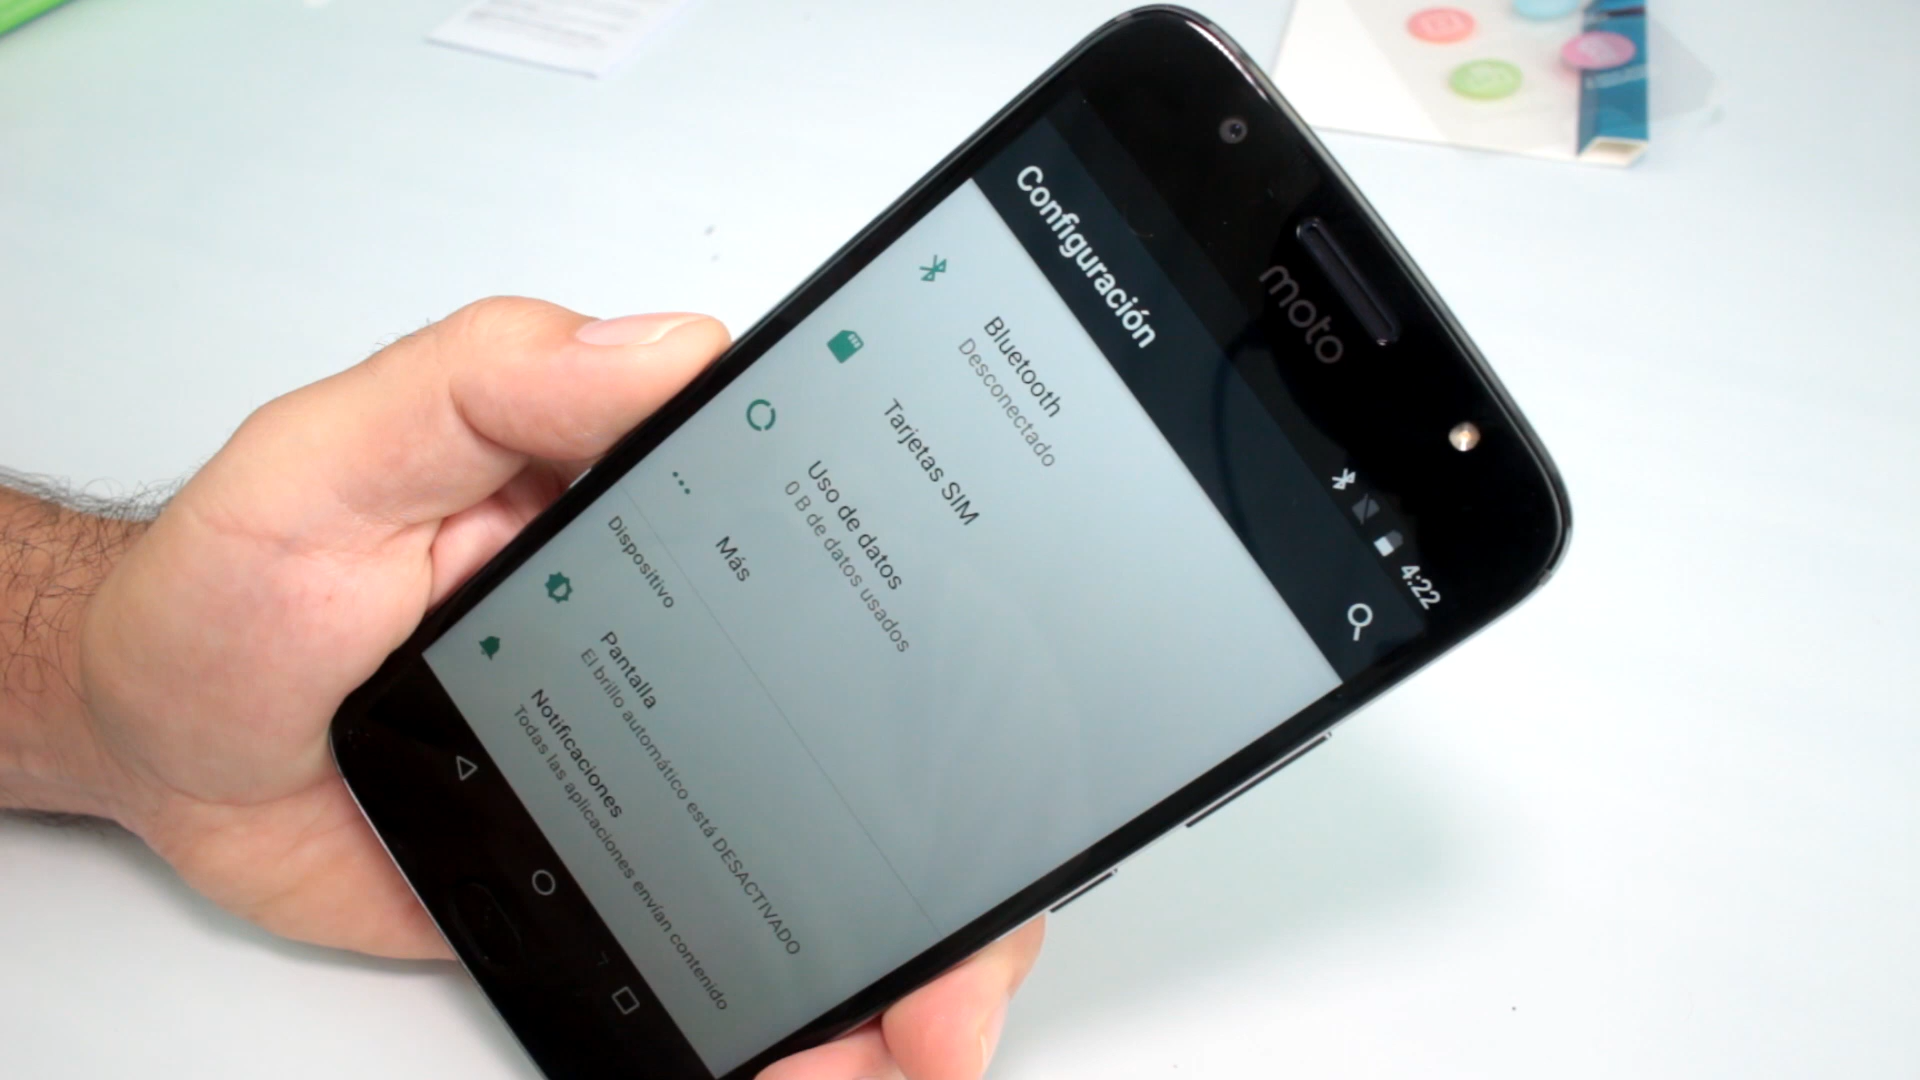 moto
4:22
Configuración
Bluetooth
Desconectado
Tarjetas SIM
Uso de datos
0 B de datos usados
Más
Dispositivo
Pantalla
El brillo automático está DESACTIVADO
Notificaciones
Todas las aplicaciones envían contenido